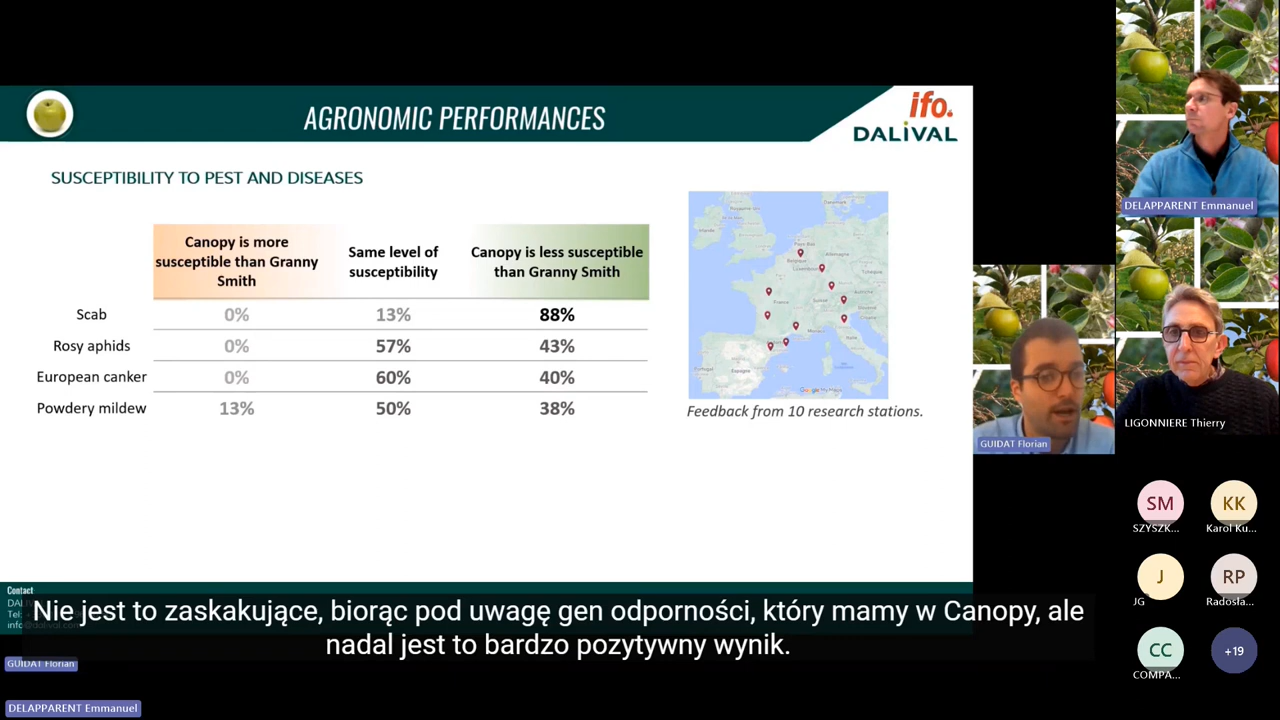 AGRONOMIC PERFORMANCES
ifo.
DALIVAL
SUSCEPTIBILITY TO PEST AND DISEASES
Canopy is more
susceptible than Granny
Smith
Same level of
susceptibility
Canopy is less susceptible
than Granny Smith
Scab 0% 13% 88%
Rosy aphids 0% 57% 43%
European canker 0% 60% 40%
Powdery mildew 13% 50% 38%
Feedback from 10 research stations.
Contact
Nie jest to zaskakujące, biorąc pod uwagę gen odporności, który mamy w Canopy, ale
nadal jest to bardzo pozytywny wynik.
GUIDAT Florian
DELAPPARENT Emmanuel
DELAPPARENT Emmanuel
GUIDAT Florian
LIGONNIERE Thierry
SM
SZYSZK...
KK
Karol Ku...
J
JG
RP
Radosła...
CC
COMPA...
+19